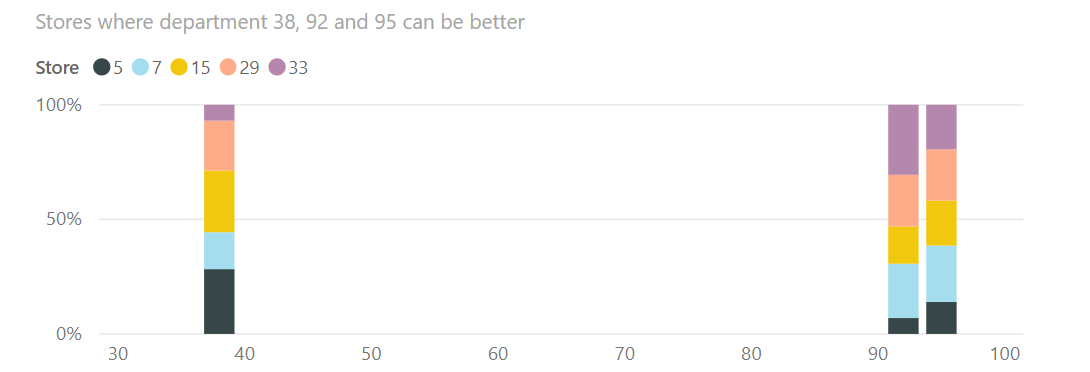 Stores where department 38, 92 and 95 can be better
Store 5 7 15 29 33
100%
50%
0%
30 40 50 60 70 80 90 100